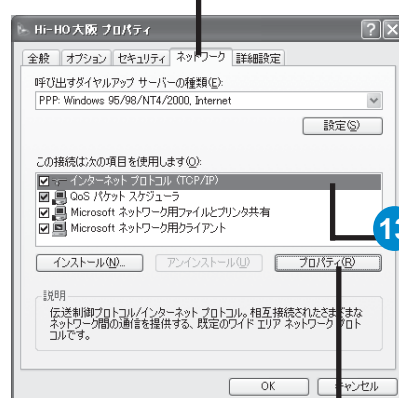 Hi-HO大阪 プロパティ
全般 オプション セキュリティ ネットワーク 詳細設定
呼び出すダイヤルアップ サーバーの種類(E):
PPP: Windows 95/98/NT4/2000, Internet
設定(S)
この接続は次の項目を使用します(O):
インターネット プロトコル (TCP/IP)
QoS パケット スケジューラ
Microsoft ネットワーク用ファイルとプリンタ共有
Microsoft ネットワーク用クライアント
13
インストール(N)... アンインストール(U) プロパティ(R)
説明
伝送制御プロトコル/インターネット プロトコル。相互接続されたさまざまな
ネットワーク間の通信を提供する、既定のワイド エリア ネットワーク プロト
コルです。
OK キャンセル